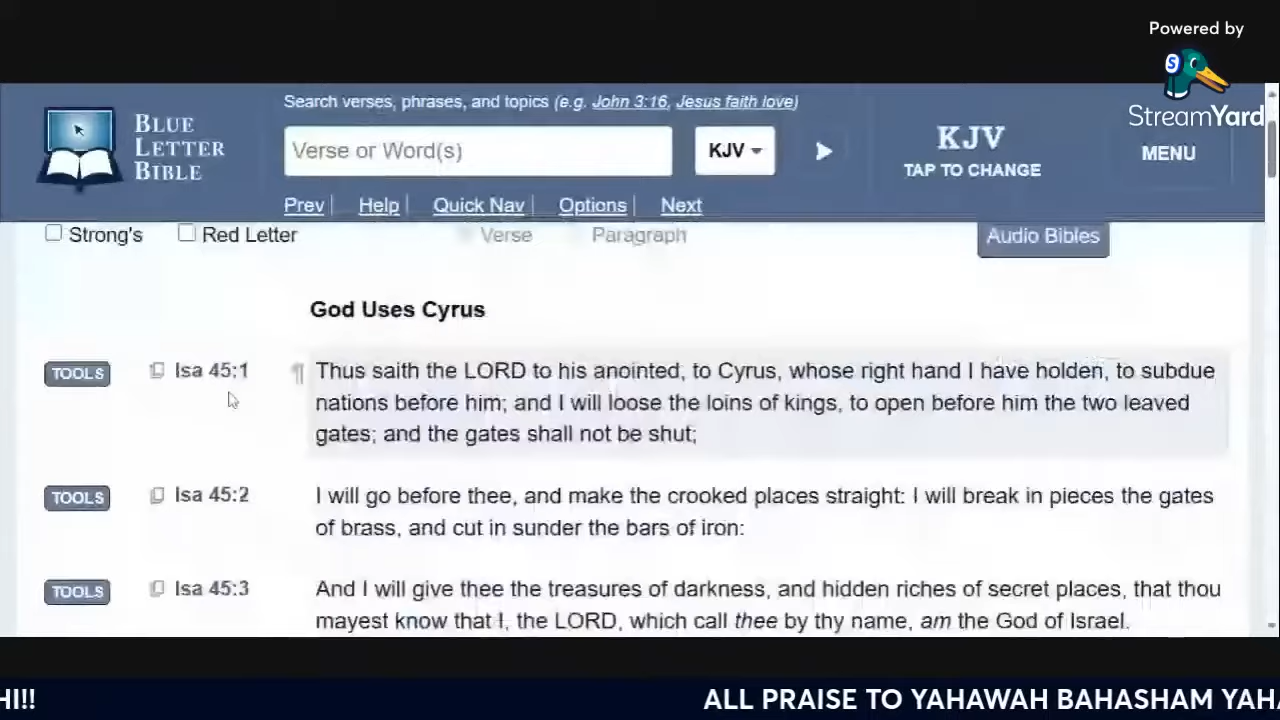 Powered by
StreamYard
Search verses, phrases, and topics (e.g. John 3:16, Jesus faith love)
BLUE
LETTER
BIBLE
Verse or Word(s)
KJV
KJV
TAP TO CHANGE
MENU
Prev | Help | Quick Nav | Options | Next
Strong's Red Letter Verse Paragraph Audio Bibles
God Uses Cyrus
TOOLS Isa 45:1 ¶ Thus saith the LORD to his anointed, to Cyrus, whose right hand I have holden, to subdue
nations before him; and I will loose the loins of kings, to open before him the two leaved
gates; and the gates shall not be shut;
TOOLS Isa 45:2 I will go before thee, and make the crooked places straight: I will break in pieces the gates
of brass, and cut in sunder the bars of iron:
TOOLS Isa 45:3 And I will give thee the treasures of darkness, and hidden riches of secret places, that thou
mayest know that I, the LORD, which call thee by thy name, am the God of Israel.
HI!! ALL PRAISE TO YAHAWAH BAHASHAM YAHA